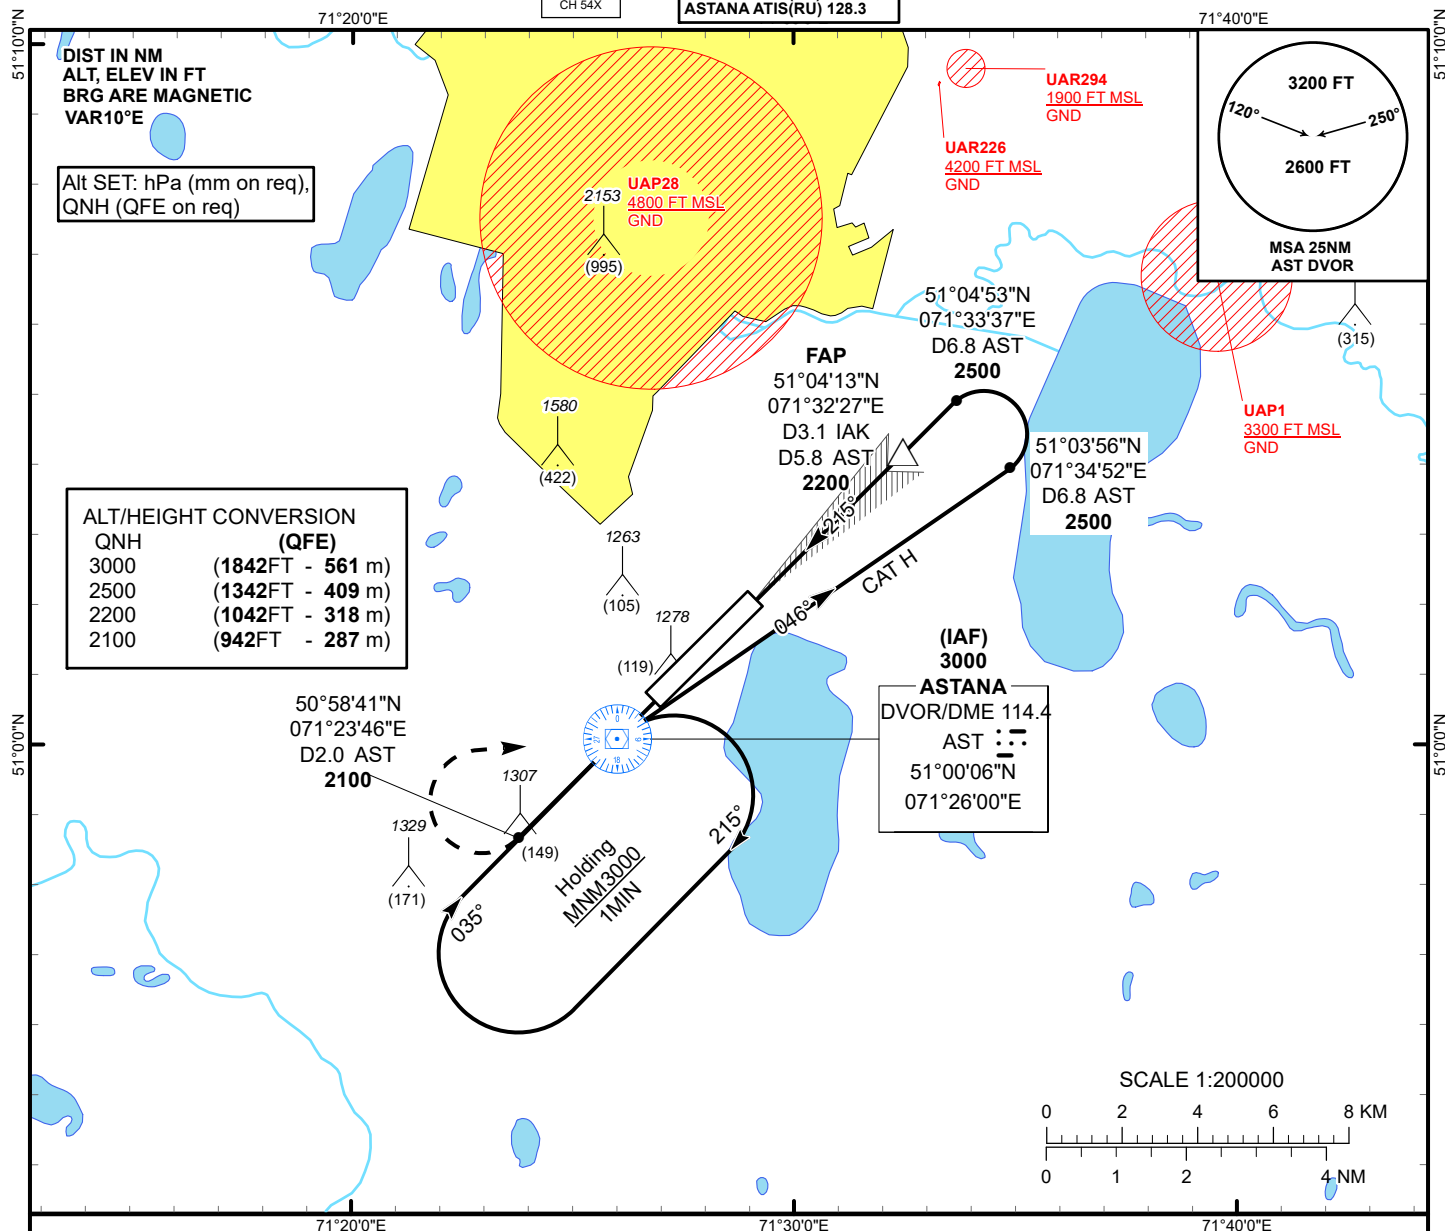 CH 54X
ASTANA ATIS(RU) 128.3
71°20'0"E
71°40'0"E
51°10'0"N
51°10'0"N
DIST IN NM
ALT, ELEV IN FT
BRG ARE MAGNETIC
VAR10°E
Alt SET: hPa (mm on req),
QNH (QFE on req)
UAR294
1900 FT MSL
GND
UAR226
4200 FT MSL
GND
3200 FT
120°
250°
2600 FT
MSA 25NM
AST DVOR
2153
(995)
UAP28
4800 FT MSL
GND
(315)
51°04'53"N
071°33'37"E
D6.8 AST
2500
FAP
51°04'13"N
071°32'27"E
D3.1 IAK
D5.8 AST
2200
1580
(422)
UAP1
3300 FT MSL
GND
51°03'56"N
071°34'52"E
D6.8 AST
2500
215°
ALT/HEIGHT CONVERSION
QNH (QFE)
3000 (1842FT - 561 m)
2500 (1342FT - 409 m)
2200 (1042FT - 318 m)
2100 (942FT - 287 m)
1263
(105)
1278
(119)
046°
CAT H
(IAF)
3000
ASTANA
DVOR/DME 114.4
AST
51°00'06"N
071°26'00"E
0
9
18
27
50°58'41"N
071°23'46"E
D2.0 AST
2100
51°0'0"N
51°0'0"N
1307
(149)
1329
(171)
215°
Holding
MNM3000
1MIN
035°
SCALE 1:200000
0 2 4 6 8 KM
0 1 2 4 NM
71°20'0"E
71°30'0"E
71°40'0"E